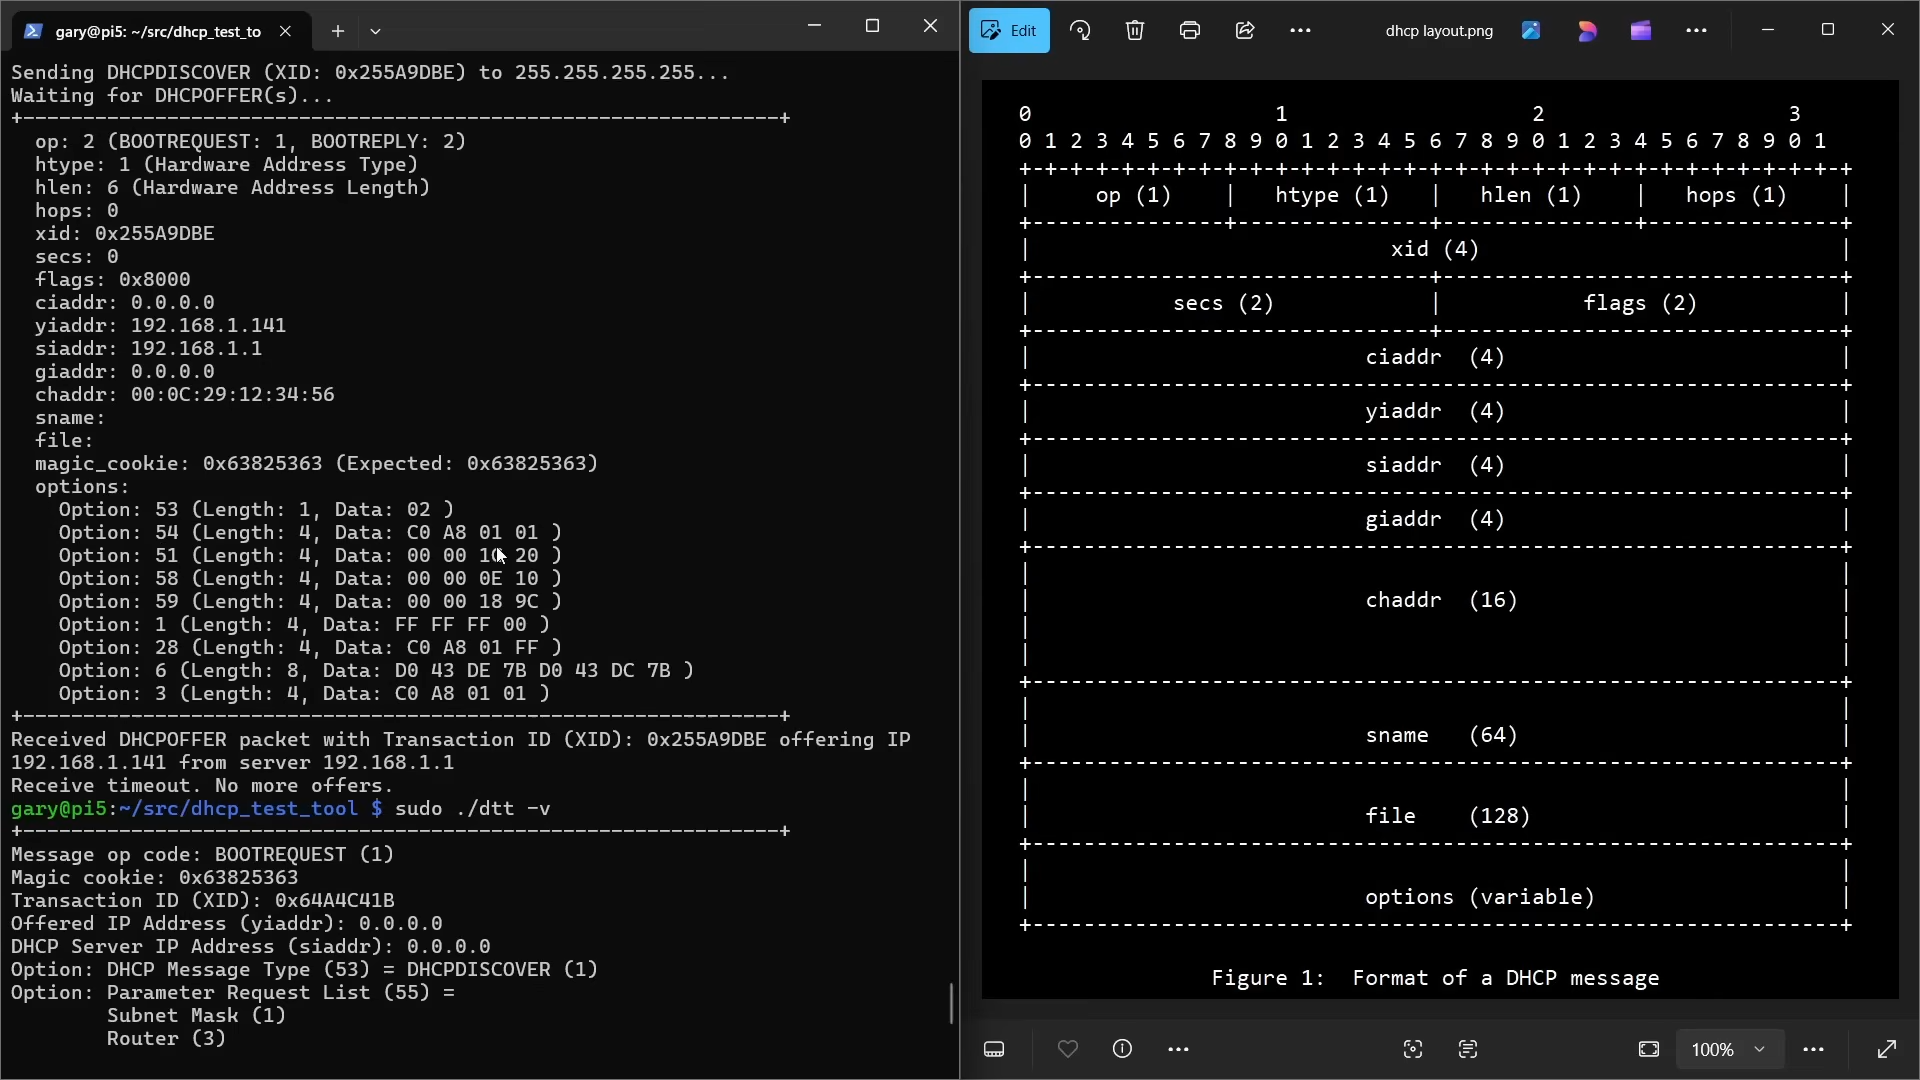 gary@pi5: ~/src/dhcp_test_to
Sending DHCPDISCOVER (XID: 0x255A9DBE) to 255.255.255.255...
Waiting for DHCPOFFER(s)...
+---------------------------------------------------------------+
op: 2 (BOOTREQUEST: 1, BOOTREPLY: 2)
htype: 1 (Hardware Address Type)
hlen: 6 (Hardware Address Length)
hops: 0
xid: 0x255A9DBE
secs: 0
flags: 0x8000
ciaddr: 0.0.0.0
yiaddr: 192.168.1.141
siaddr: 192.168.1.1
giaddr: 0.0.0.0
chaddr: 00:0C:29:12:34:56
sname:
file:
magic_cookie: 0x63825363 (Expected: 0x63825363)
options:
Option: 53 (Length: 1, Data: 02 )
Option: 54 (Length: 4, Data: C0 A8 01 01 )
Option: 51 (Length: 4, Data: 00 00 20 )
Option: 58 (Length: 4, Data: 00 00 0E 10 )
Option: 59 (Length: 4, Data: 00 00 18 9C )
Option: 1 (Length: 4, Data: FF FF FF 00 )
Option: 28 (Length: 4, Data: C0 A8 01 FF )
Option: 6 (Length: 8, Data: D0 43 DE 7B D0 43 DC 7B )
Option: 3 (Length: 4, Data: C0 A8 01 01 )
+---------------------------------------------------------------+
Received DHCPOFFER packet with Transaction ID (XID): 0x255A9DBE offering IP
192.168.1.141 from server 192.168.1.1
Receive timeout. No more offers.
gary@pi5:~/src/dhcp_test_tool $ sudo ./dtt -v
+---------------------------------------------------------------+
Message op code: BOOTREQUEST (1)
Magic cookie: 0x63825363
Transaction ID (XID): 0x64A4C41B
Offered IP Address (yiaddr): 0.0.0.0
DHCP Server IP Address (siaddr): 0.0.0.0
Option: DHCP Message Type (53) = DHCPDISCOVER (1)
Option: Parameter Request List (55) =
Subnet Mask (1)
Router (3)
Edit
dhcp layout.png
0 1 2 3
0 1 2 3 4 5 6 7 8 9 0 1 2 3 4 5 6 7 8 9 0 1 2 3 4 5 6 7 8 9 0 1
+-+-+-+-+-+-+-+-+-+-+-+-+-+-+-+-+-+-+-+-+-+-+-+-+-+-+-+-+-+-+-+-+
| op (1) | htype (1) | hlen (1) | hops (1) |
+---------------+---------------+---------------+---------------+
| xid (4) |
+-------------------------------+-------------------------------+
| secs (2) | flags (2) |
+-------------------------------+-------------------------------+
| ciaddr (4) |
+---------------------------------------------------------------+
| yiaddr (4) |
+---------------------------------------------------------------+
| siaddr (4) |
+---------------------------------------------------------------+
| giaddr (4) |
+---------------------------------------------------------------+
| chaddr (16) |
+---------------------------------------------------------------+
| sname (64) |
+---------------------------------------------------------------+
| file (128) |
+---------------------------------------------------------------+
| options (variable) |
+---------------------------------------------------------------+
Figure 1: Format of a DHCP message
100%